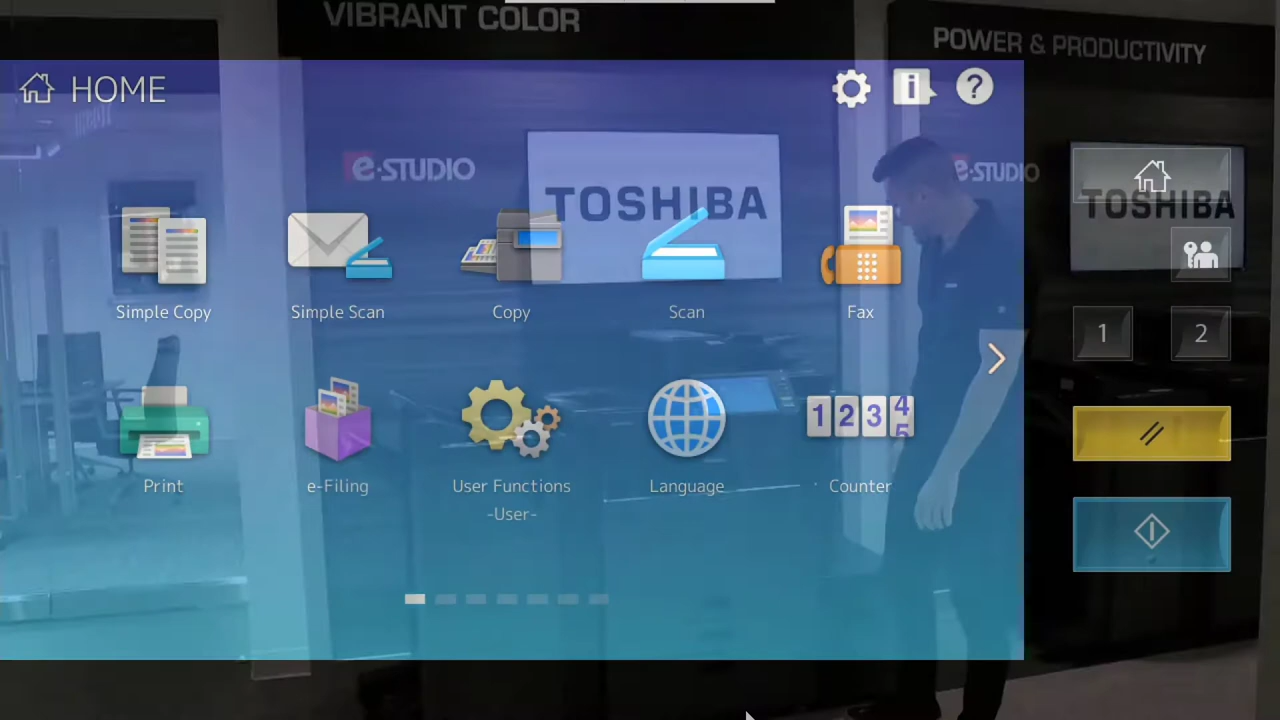 VIBRANT COLOR
POWER & PRODUCTIVITY
HOME
i
?
e-STUDIO
TOSHIBA
e-STUDIO
TOSHIBA
Simple Copy
Simple Scan
Copy
Scan
Fax
1
2
1 2 3 4
5
Print
e-Filing
User Functions
-User-
Language
Counter